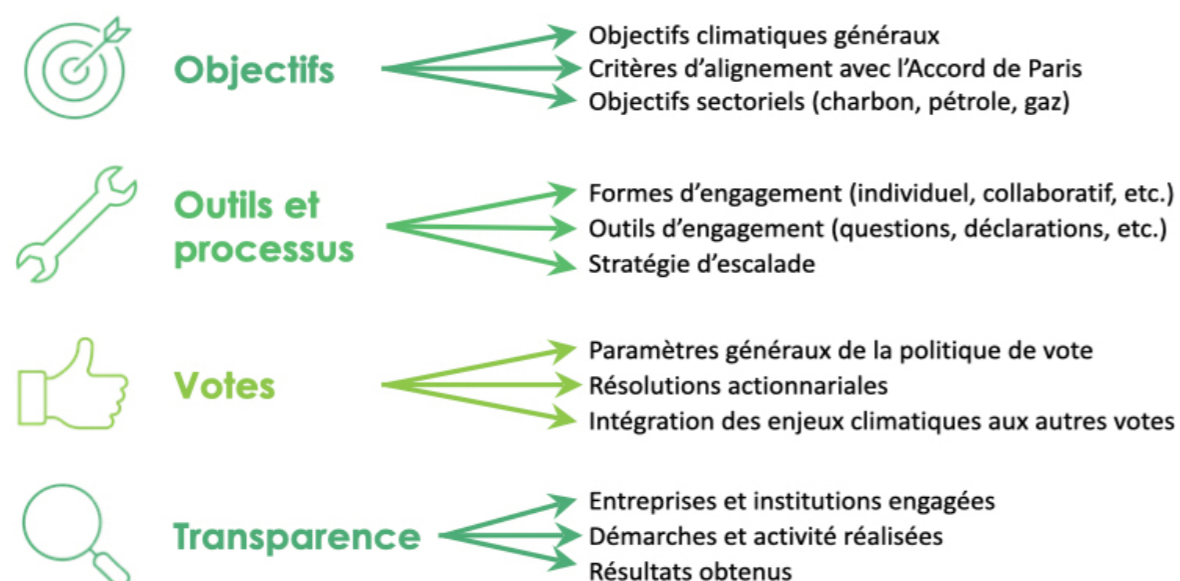 Objectifs
Objectifs climatiques généraux
Critères d’alignement avec l’Accord de Paris
Objectifs sectoriels (charbon, pétrole, gaz)
Outils et
processus
Formes d’engagement (individuel, collaboratif, etc.)
Outils d’engagement (questions, déclarations, etc.)
Stratégie d’escalade
Votes
Paramètres généraux de la politique de vote
Résolutions actionnariales
Intégration des enjeux climatiques aux autres votes
Transparence
Entreprises et institutions engagées
Démarches et activité réalisées
Résultats obtenus